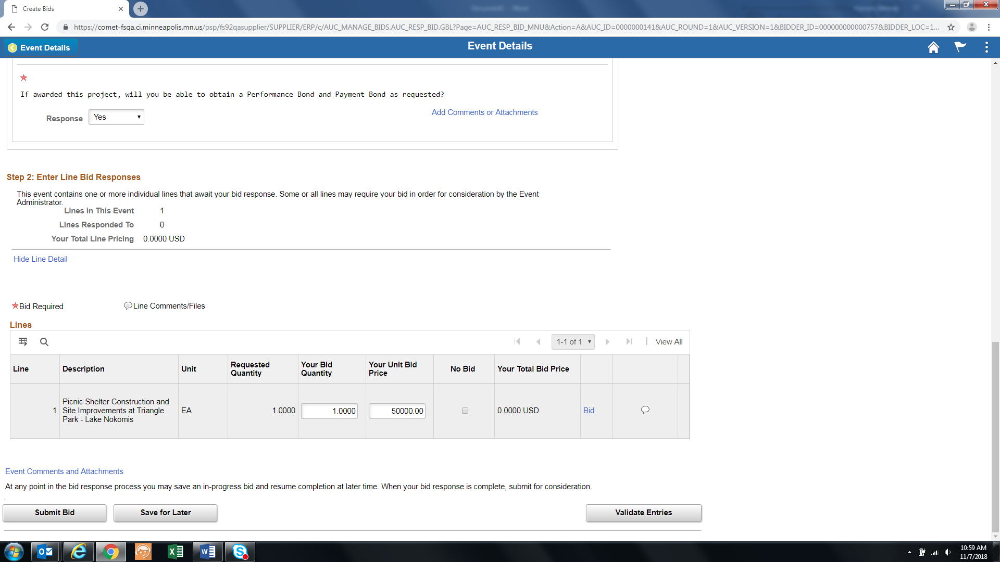 Create Bids
https://comet-fsqa.ci.minneapolis.mn.us/psp/fs92qasupplier/SUPPLIER/ERP/c/AUC_MANAGE_BIDS.AUC_RESP_BID.GBL?Page=AUC_RESP_BID_MNU&Action=A&AUC_ID=0000000141&AUC_ROUND=1&AUC_VERSION=1&BIDDER_ID=000000000000757&BIDDER_LOC=1...
Event Details
Event Details
If awarded this project, will you be able to obtain a Performance Bond and Payment Bond as requested?
Response Yes
Add Comments or Attachments
Step 2: Enter Line Bid Responses
This event contains one or more individual lines that await your bid response. Some or all lines may require your bid in order for consideration by the Event
Administrator.
Lines in This Event 1
Lines Responded To 0
Your Total Line Pricing 0.0000 USD
Hide Line Detail
Bid Required
Line Comments/Files
Lines
1-1 of 1
View All
Line
Description
Unit
Requested Quantity
Your Bid Quantity
Your Unit Bid Price
No Bid
Your Total Bid Price
1
Picnic Shelter Construction and
Site Improvements at Triangle
Park - Lake Nokomis
EA
1.0000
1.0000
50000.00
0.0000 USD
Bid
Event Comments and Attachments
At any point in the bid response process you may save an in-progress bid and resume completion at later time. When your bid response is complete, submit for consideration.
Submit Bid
Save for Later
Validate Entries
10:59 AM
11/7/2018